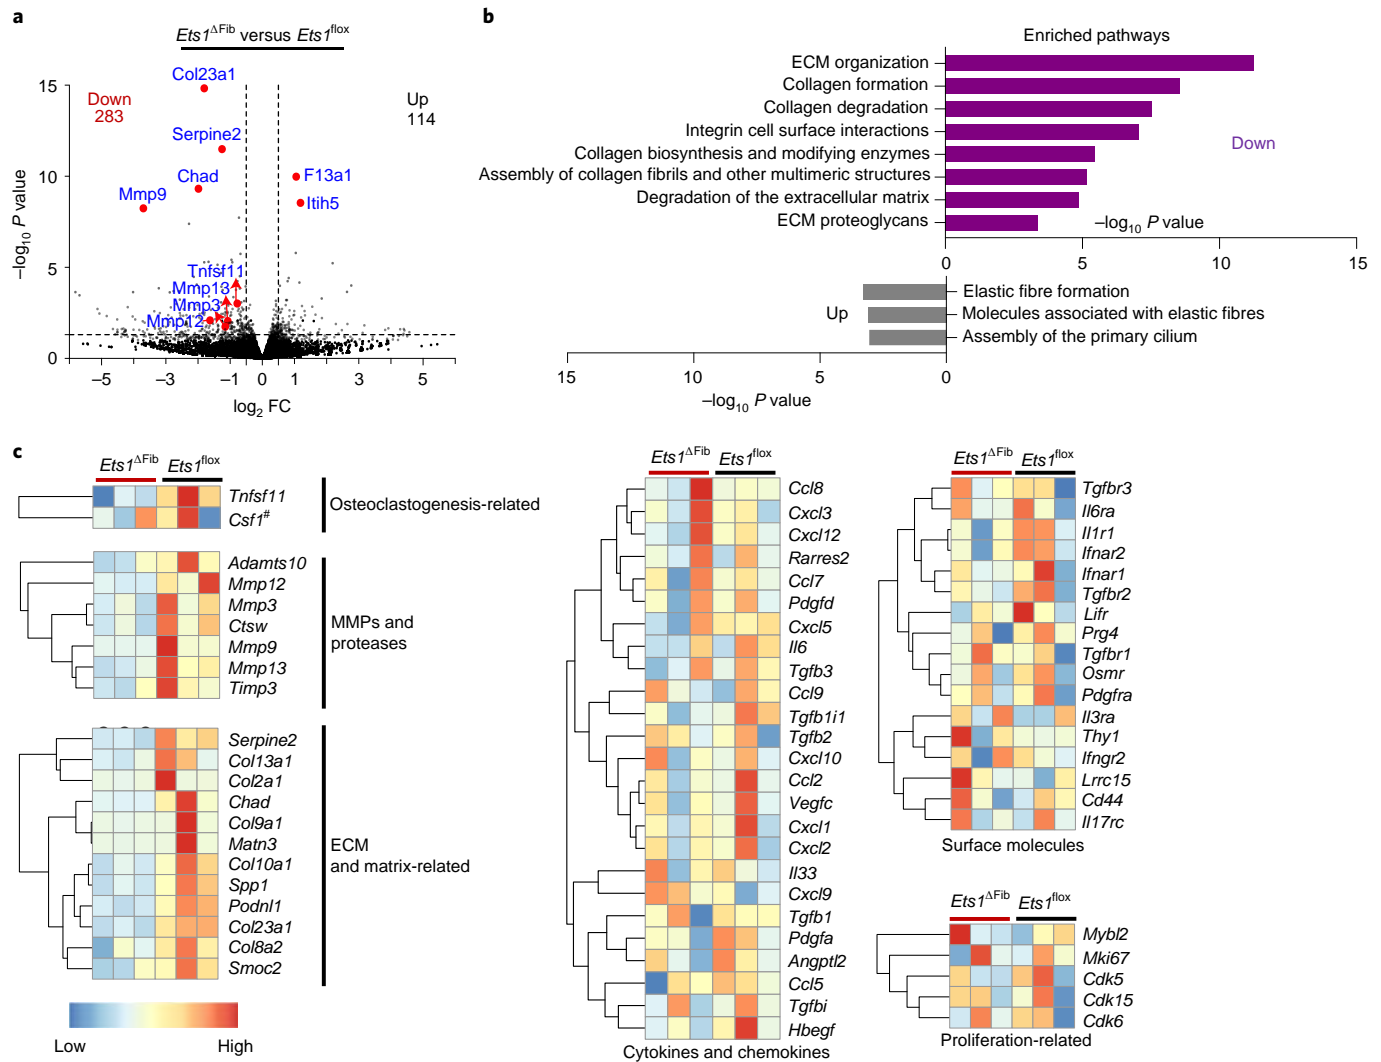 a
Ets1ΔFib versus Ets1flox
Down
283
Up
114
Col23a1
Serpine2
Chad
Mmp9
F13a1
Itih5
Tnfsf11
Mmp13
Mmp3
Mmp12
15
10
5
0
–log10 P value
–5 –3 –1 0 1 3 5
log2 FC
b
Enriched pathways
ECM organization
Collagen formation
Collagen degradation
Integrin cell surface interactions
Collagen biosynthesis and modifying enzymes
Assembly of collagen fibrils and other multimeric structures
Degradation of the extracellular matrix
ECM proteoglycans
Down
–log10 P value
0 5 10 15
Up
Elastic fibre formation
Molecules associated with elastic fibres
Assembly of the primary cilium
15 10 5 0
–log10 P value
c
Ets1ΔFib Ets1flox
Tnfsf11
Csf1#
Osteoclastogenesis-related
Adamts10
Mmp12
Mmp3
Ctsw
Mmp9
Mmp13
Timp3
MMPs and
proteases
Serpine2
Col13a1
Col2a1
Chad
Col9a1
Matn3
Col10a1
Spp1
Podnl1
Col23a1
Col8a2
Smoc2
ECM
and matrix-related
Low High
Ets1ΔFib Ets1flox
Ccl8
Cxcl3
Cxcl12
Rarres2
Ccl7
Pdgfd
Cxcl5
Il6
Tgfb3
Ccl9
Tgfb1i1
Tgfb2
Cxcl10
Ccl2
Vegfc
Cxcl1
Cxcl2
Il33
Cxcl9
Tgfb1
Pdgfa
Angptl2
Ccl5
Tgfbi
Hbegf
Cytokines and chemokines
Ets1ΔFib Ets1flox
Tgfbr3
Il6ra
Il1r1
Ifnar2
Ifnar1
Tgfbr2
Lifr
Prg4
Tgfbr1
Osmr
Pdgfra
Il3ra
Thy1
Ifngr2
Lrrc15
Cd44
Il17rc
Surface molecules
Ets1ΔFib Ets1flox
Mybl2
Mki67
Cdk5
Cdk15
Cdk6
Proliferation-related